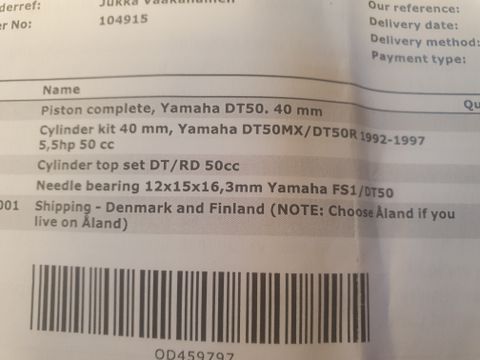 Our reference:
104915
Delivery date:
Delivery method:
Payment type:
Name
Piston complete, Yamaha DT50. 40 mm
Cylinder kit 40 mm, Yamaha DT50MX/DT50R 1992-1997
5,5hp 50 cc
Cylinder top set DT/RD 50cc
Needle bearing 12x15x16,3mm Yamaha FS1/DT50
001 Shipping - Denmark and Finland (NOTE: Choose Åland if you
live on Åland)
OD459797